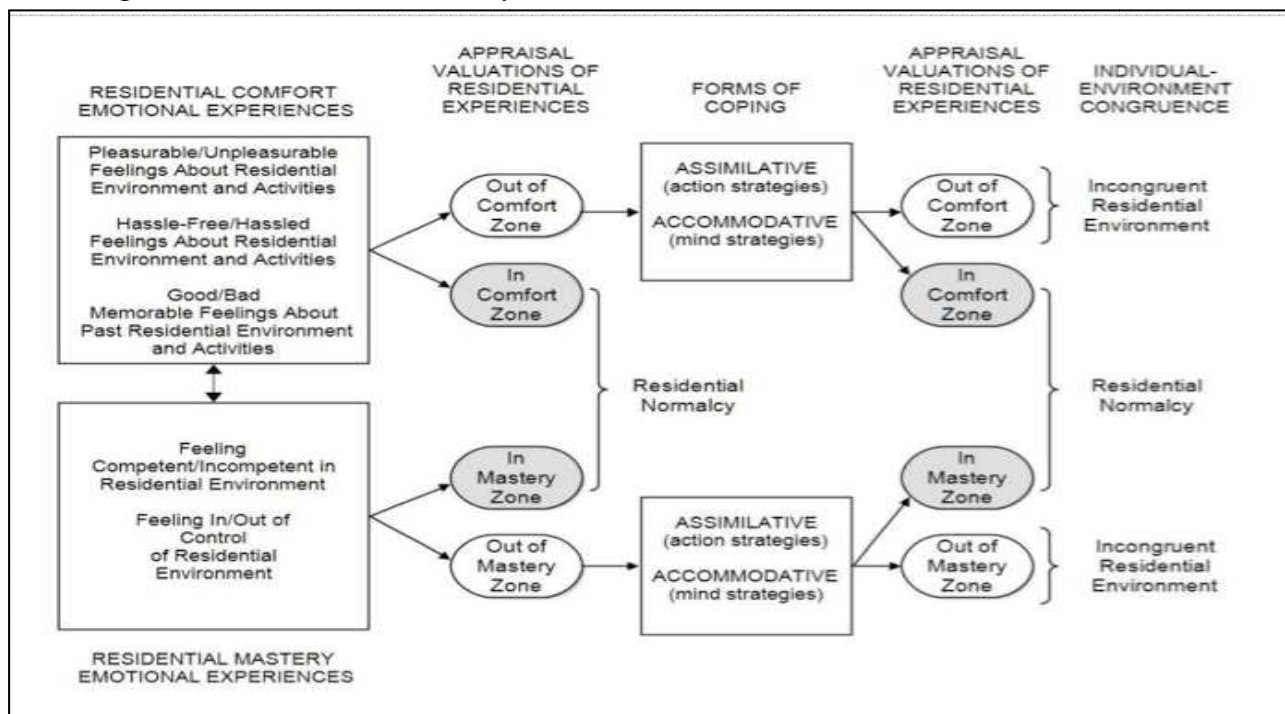 RESIDENTIAL COMFORT
EMOTIONAL EXPERIENCES
Pleasurable/Unpleasurable
Feelings About Residential
Environment and Activities
Hassle-Free/Hassled
Feelings About Residential
Environment and Activities
Good/Bad
Memorable Feelings About
Past Residential Environment
and Activities
Feeling
Competent/Incompetent in
Residential Environment
Feeling In/Out of
Control
of Residential
Environment
RESIDENTIAL MASTERY
EMOTIONAL EXPERIENCES
APPRAISAL
VALUATIONS OF
RESIDENTIAL
EXPERIENCES
Out of
Comfort
Zone
In
Comfort
Zone
Residential
Normalcy
In
Mastery
Zone
Out of
Mastery
Zone
FORMS OF
COPING
ASSIMILATIVE
(action strategies)
ACCOMMODATIVE
(mind strategies)
ASSIMILATIVE
(action strategies)
ACCOMMODATIVE
(mind strategies)
APPRAISAL
VALUATIONS OF
RESIDENTIAL
EXPERIENCES
Out of
Comfort
Zone
In
Comfort
Zone
In
Mastery
Zone
Out of
Mastery
Zone
INDIVIDUAL-
ENVIRONMENT
CONGRUENCE
Incongruent
Residential
Environment
Residential
Normalcy
Incongruent
Residential
Environment